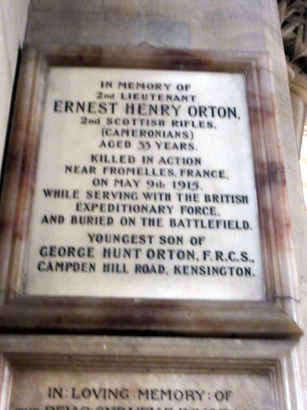 IN MEMORY OF
2nd LIEUTENANT
ERNEST HENRY ORTON,
2nd SCOTTISH RIFLES,
(CAMERONIANS)
AGED 33 YEARS.
KILLED IN ACTION
NEAR FROMELLES, FRANCE,
ON MAY 9th 1915,
WHILE SERVING WITH THE BRITISH
EXPEDITIONARY FORCE,
AND BURIED ON THE BATTLEFIELD.
YOUNGEST SON OF
GEORGE HUNT ORTON, F.R.C.S.,
CAMPDEN HILL ROAD, KENSINGTON.
IN : LOVING : MEMORY : OF